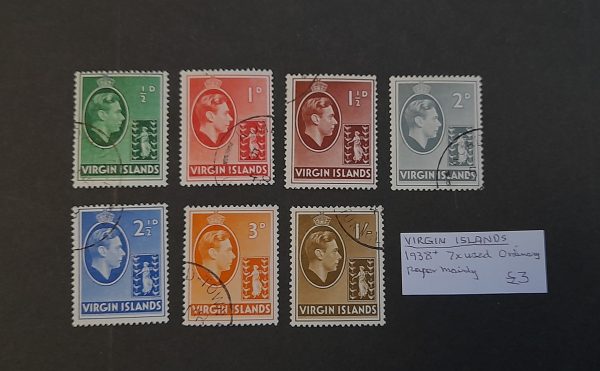 ½D
VIRGIN ISLANDS
1D
VIRGIN ISLANDS
1½D
VIRGIN ISLANDS
2D
VIRGIN ISLANDS
2½D
VIRGIN ISLANDS
3D
VIRGIN ISLANDS
1/-
VIRGIN ISLANDS
VIRGIN ISLANDS
1938+ 7x used Ordinary
Paper mainly £3